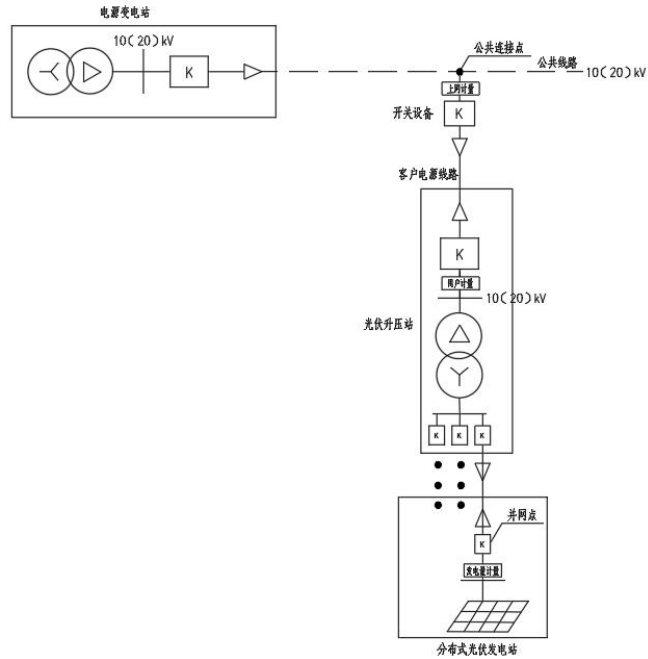 电源变电站
10(20)kV
K
公共连接点
公共线路
10(20)kV
上网计量
开关设备
K
客户电源线路
K
用户计量
10(20)kV
光伏升压站
K
K
K
并网点
K
发电量计量
分布式光伏发电站